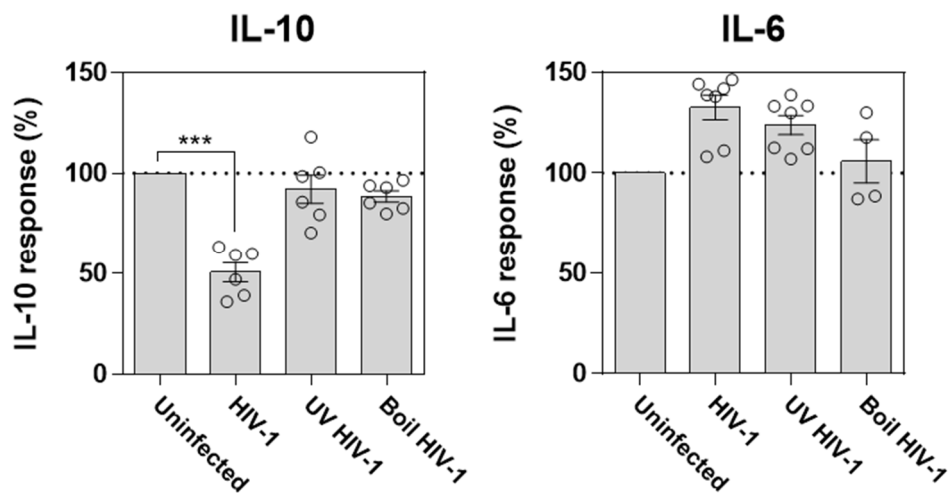 IL-10
150
100
50
0
IL-10 response (%)
***
Uninfected
HIV-1
UV HIV-1
Boil HIV-1
IL-6
150
100
50
0
IL-6 response (%)
Uninfected
HIV-1
UV HIV-1
Boil HIV-1